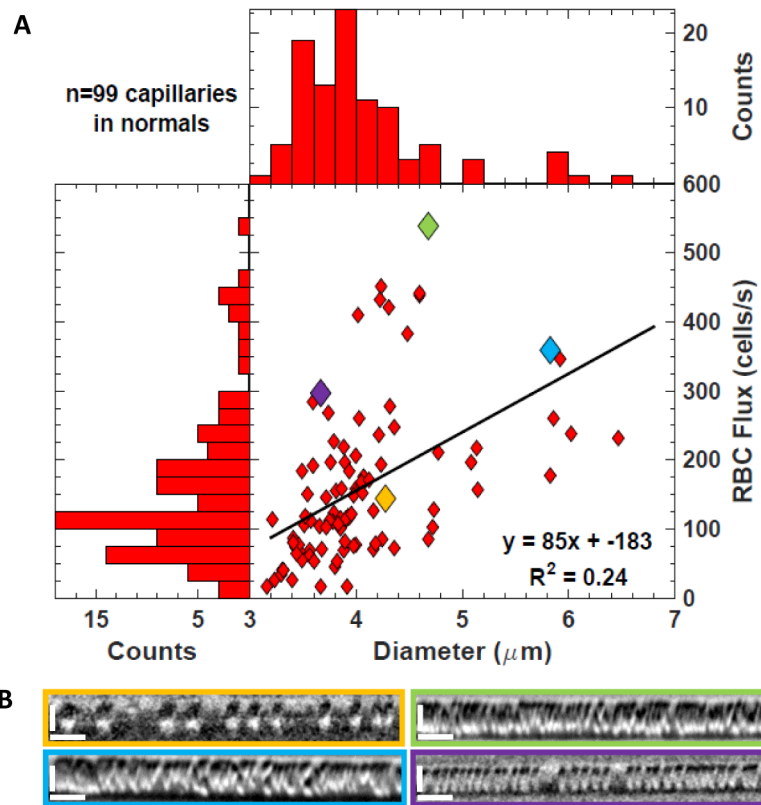 A
n=99 capillaries
in normals
20
10
Counts
600
500
400
300
200
100
0
RBC Flux (cells/s)
y = 85x + -183
R² = 0.24
15
5
3
4
5
6
7
Counts
Diameter (μm)
B